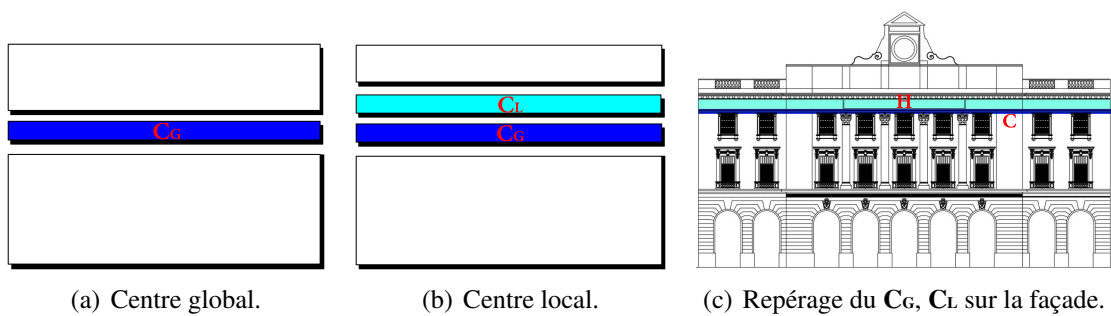 CG
CL
CG
H
C
(a) Centre global.
(b) Centre local.
(c) Repérage du CG, CL sur la façade.